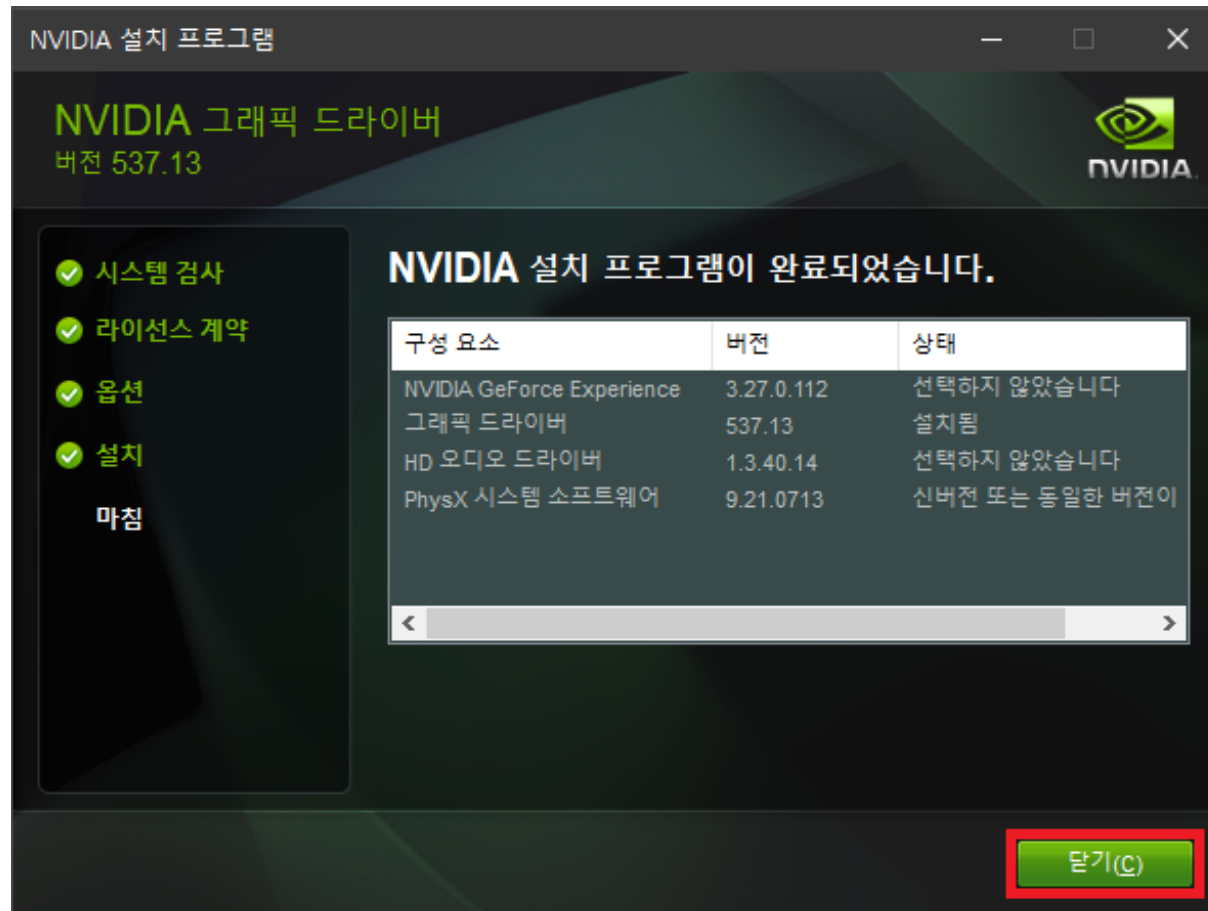 NVIDIA 설치 프로그램
NVIDIA 그래픽 드라이버
버전 537.13
NVIDIA.
시스템 검사
라이선스 계약
옵션
설치
마침
NVIDIA 설치 프로그램이 완료되었습니다.
구성 요소 버전 상태
NVIDIA GeForce Experience 3.27.0.112 선택하지 않았습니다
그래픽 드라이버 537.13 설치됨
HD 오디오 드라이버 1.3.40.14 선택하지 않았습니다
PhysX 시스템 소프트웨어 9.21.0713 신버전 또는 동일한 버전이
닫기(C)